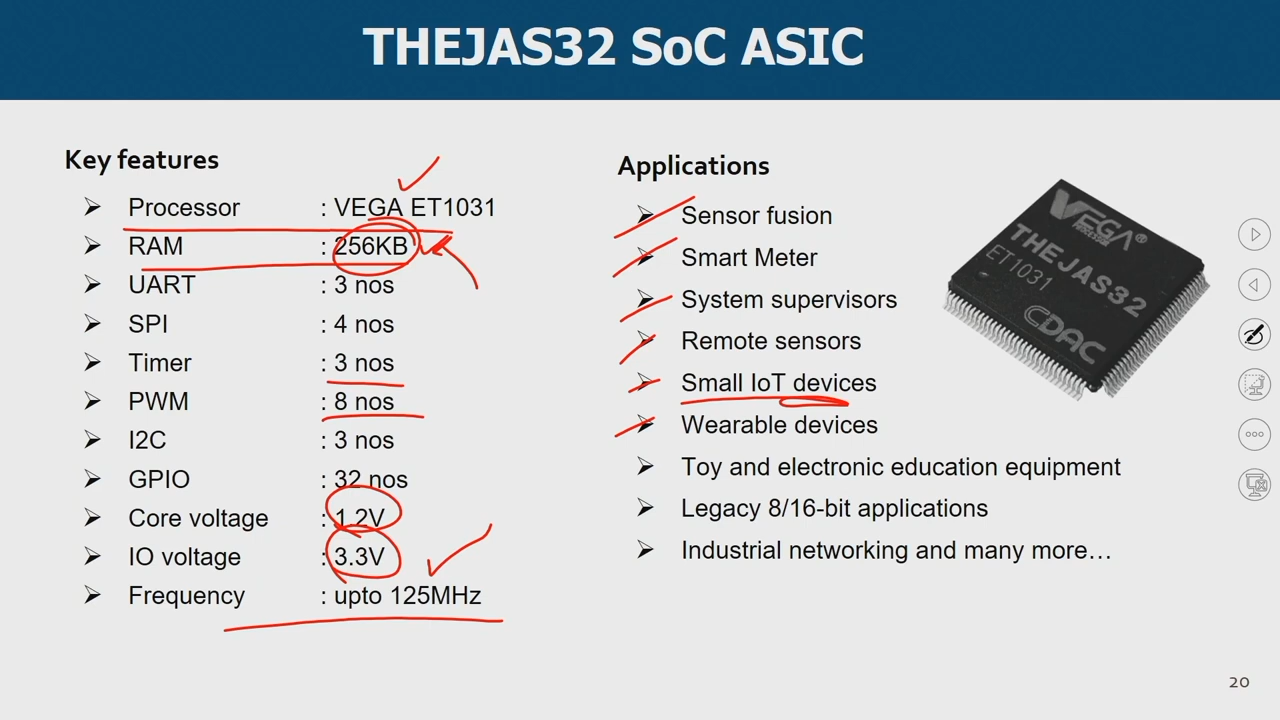 THEJAS32 SoC ASIC
Key features
Processor : VEGA ET1031
RAM : 256KB
UART : 3 nos
SPI : 4 nos
Timer : 3 nos
PWM : 8 nos
I2C : 3 nos
GPIO : 32 nos
Core voltage : 1.2V
IO voltage : 3.3V
Frequency : upto 125MHz
Applications
Sensor fusion
Smart Meter
System supervisors
Remote sensors
Small IoT devices
Wearable devices
Toy and electronic education equipment
Legacy 8/16-bit applications
Industrial networking and many more…
VEGA®
THEJAS32
ET1031
CDAC
20